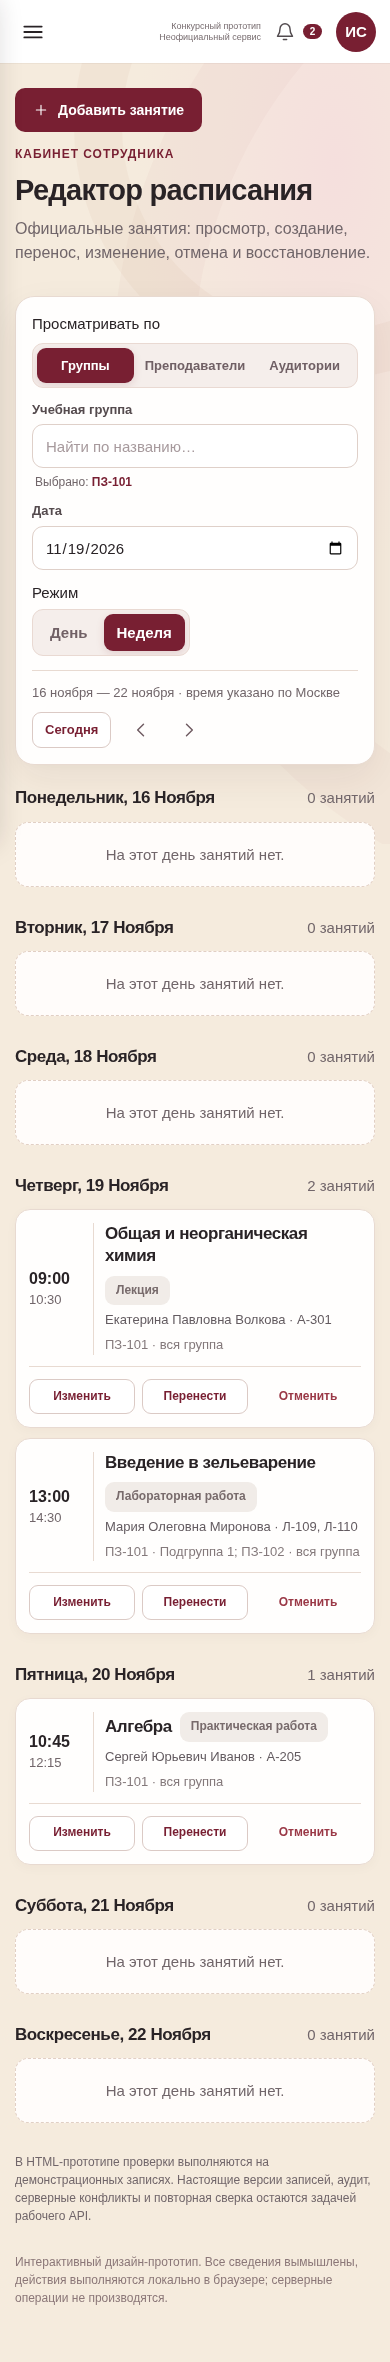 Конкурсный прототип
Неофициальный сервис
2
ИС
Добавить занятие
КАБИНЕТ СОТРУДНИКА
Редактор расписания
Официальные занятия: просмотр, создание,
перенос, изменение, отмена и восстановление.
Просматривать по
Группы
Преподаватели
Аудитории
Учебная группа
Найти по названию…
Выбрано: ПЗ-101
Дата
11/19/2026
Режим
День
Неделя
16 ноября — 22 ноября · время указано по Москве
Сегодня
Понедельник, 16 Ноября
0 занятий
На этот день занятий нет.
Вторник, 17 Ноября
0 занятий
На этот день занятий нет.
Среда, 18 Ноября
0 занятий
На этот день занятий нет.
Четверг, 19 Ноября
2 занятий
09:00
10:30
Общая и неорганическая
химия
Лекция
Екатерина Павловна Волкова · А-301
ПЗ-101 · вся группа
Изменить
Перенести
Отменить
13:00
14:30
Введение в зельеварение
Лабораторная работа
Мария Олеговна Миронова · Л-109, Л-110
ПЗ-101 · Подгруппа 1; ПЗ-102 · вся группа
Изменить
Перенести
Отменить
Пятница, 20 Ноября
1 занятий
10:45
12:15
Алгебра
Практическая работа
Сергей Юрьевич Иванов · А-205
ПЗ-101 · вся группа
Изменить
Перенести
Отменить
Суббота, 21 Ноября
0 занятий
На этот день занятий нет.
Воскресенье, 22 Ноября
0 занятий
На этот день занятий нет.
В HTML-прототипе проверки выполняются на
демонстрационных записях. Настоящие версии записей, аудит,
серверные конфликты и повторная сверка остаются задачей
рабочего API.
Интерактивный дизайн-прототип. Все сведения вымышлены,
действия выполняются локально в браузере; серверные
операции не производятся.